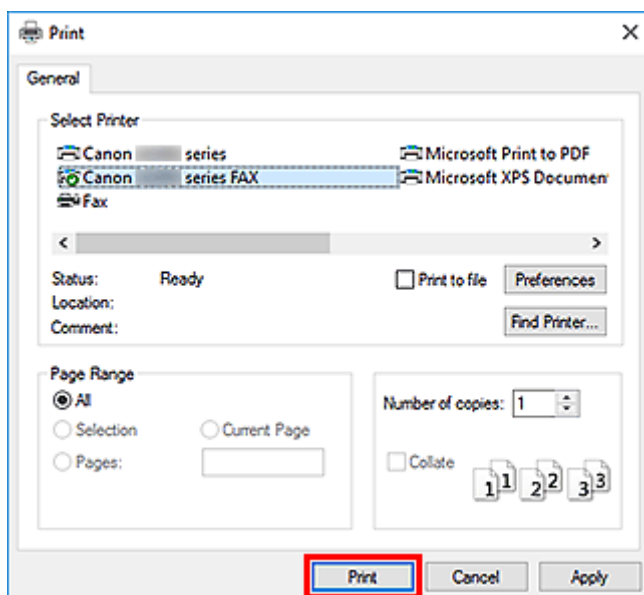 Print
General
Select Printer
Canon series
Microsoft Print to PDF
Canon series FAX
Microsoft XPS Documen
Fax
Status: Ready
Print to file
Preferences
Location:
Comment:
Find Printer...
Page Range
All
Selection
Current Page
Pages:
Number of copies: 1
Collate
1 1 2 2 3 3
Print
Cancel
Apply